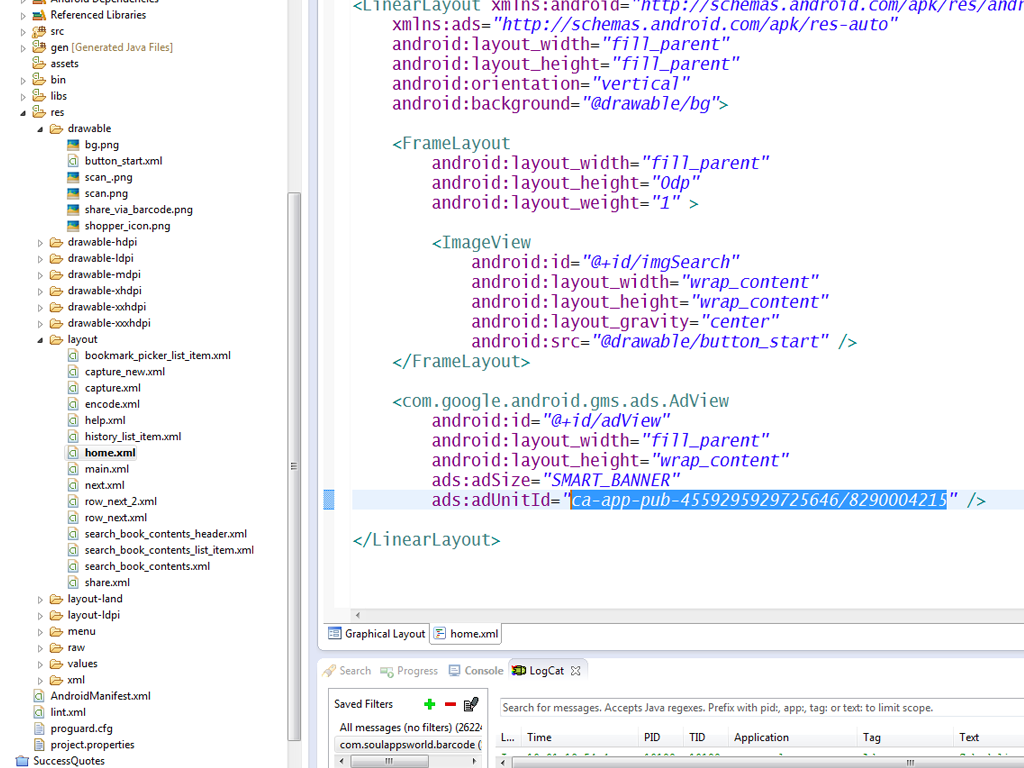 Android Dependencies
Referenced Libraries
src
gen [Generated Java Files]
assets
bin
libs
res
drawable
bg.png
button_start.xml
scan_.png
scan.png
share_via_barcode.png
shopper_icon.png
drawable-hdpi
drawable-ldpi
drawable-mdpi
drawable-xhdpi
drawable-xxhdpi
drawable-xxxhdpi
layout
bookmark_picker_list_item.xml
capture_new.xml
capture.xml
encode.xml
help.xml
history_list_item.xml
home.xml
main.xml
next.xml
row_next_2.xml
row_next.xml
search_book_contents_header.xml
search_book_contents_list_item.xml
search_book_contents.xml
share.xml
layout-land
layout-ldpi
menu
raw
values
xml
AndroidManifest.xml
lint.xml
proguard.cfg
project.properties
SuccessQuotes
<LinearLayout xmlns:android="http://schemas.android.com/apk/res/andr
xmlns:ads="http://schemas.android.com/apk/res-auto"
android:layout_width="fill_parent"
android:layout_height="fill_parent"
android:orientation="vertical"
android:background="@drawable/bg">
<FrameLayout
android:layout_width="fill_parent"
android:layout_height="0dp"
android:layout_weight="1" >
<ImageView
android:id="@+id/imgSearch"
android:layout_width="wrap_content"
android:layout_height="wrap_content"
android:layout_gravity="center"
android:src="@drawable/button_start" />
</FrameLayout>
<com.google.android.gms.ads.AdView
android:id="@+id/adView"
android:layout_width="fill_parent"
android:layout_height="wrap_content"
ads:adSize="SMART_BANNER"
ads:adUnitId="ca-app-pub-4559295929725646/8290004215" />
</LinearLayout>
Graphical Layout home.xml
Search Progress Console LogCat
Saved Filters
All messages (no filters) (2622
com.soulappsworld.barcode (
Search for messages. Accepts Java regexes. Prefix with pid:, app:, tag: or text: to limit scope.
L... Time PID TID Application Tag Text